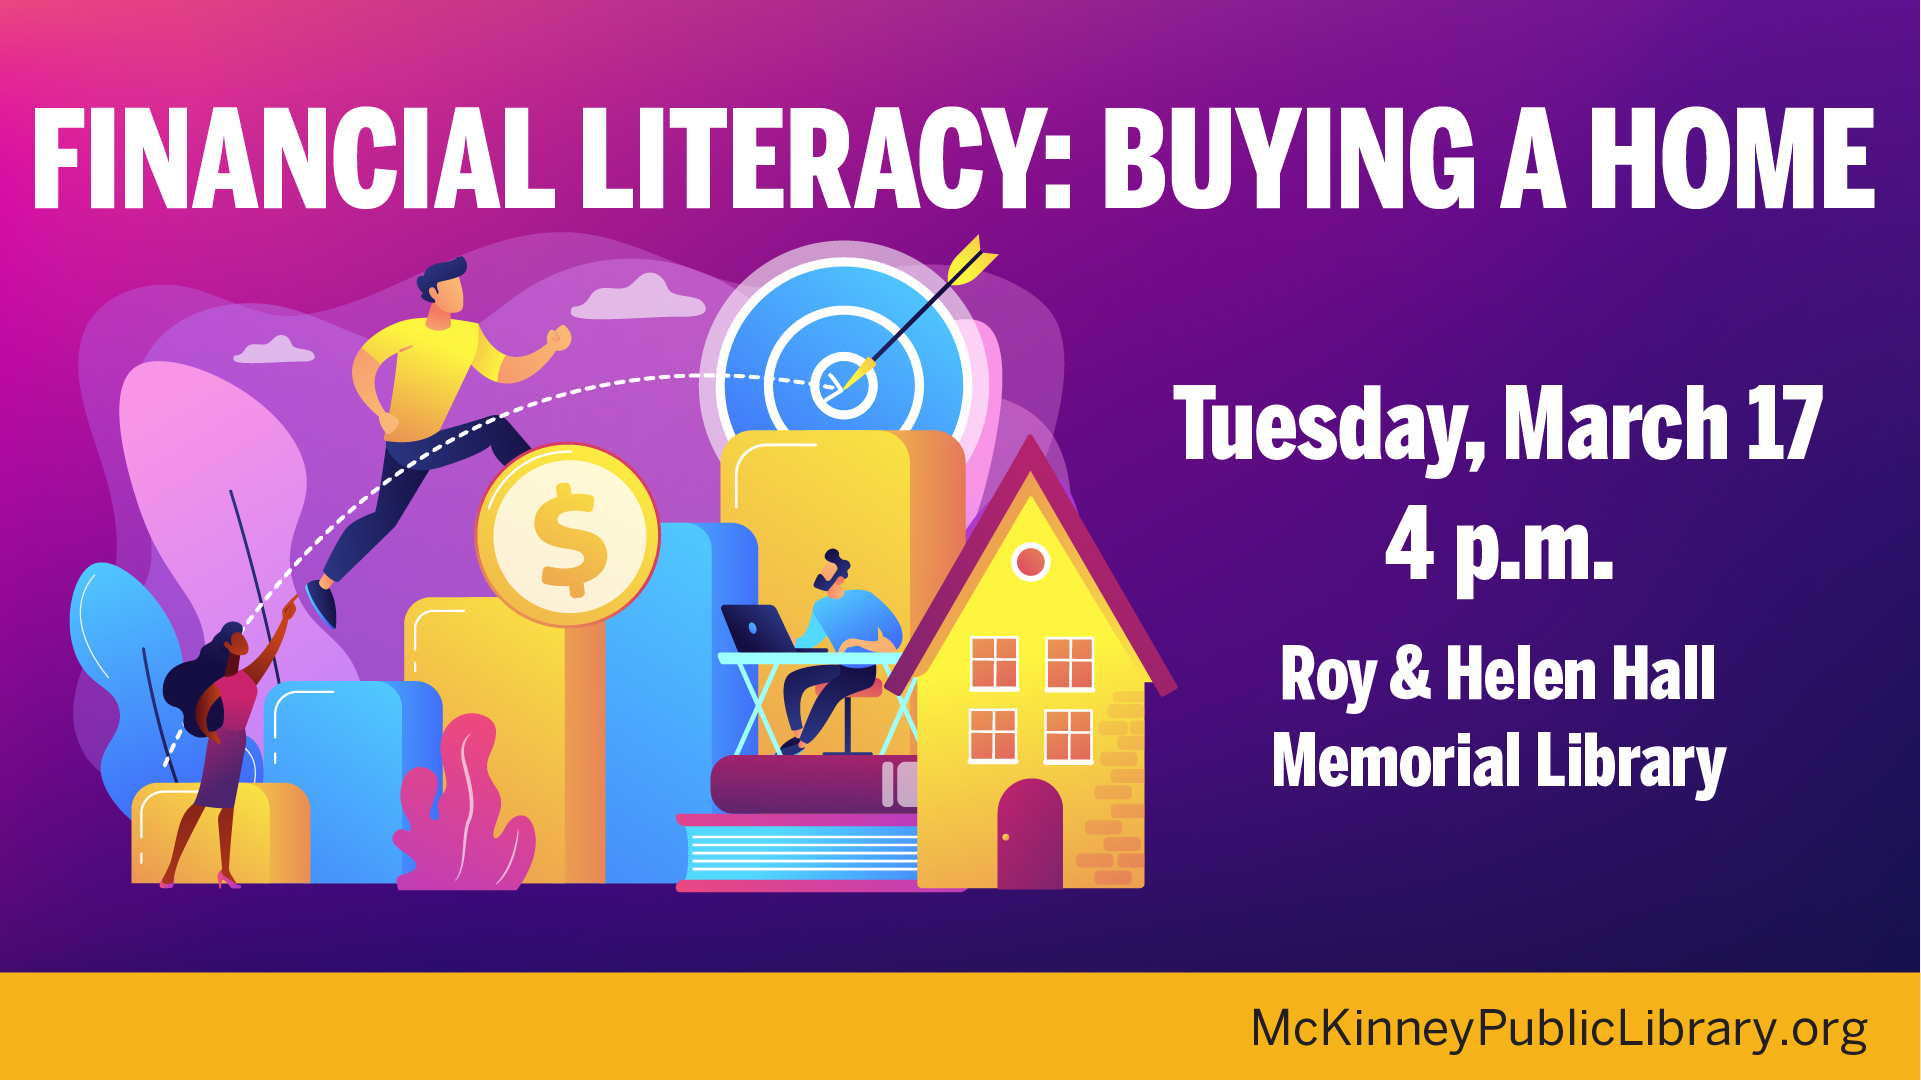 FINANCIAL LITERACY: BUYING A HOME
Tuesday, March 17
4 p.m.
Roy & Helen Hall
Memorial Library
$
McKinneyPublicLibrary.org